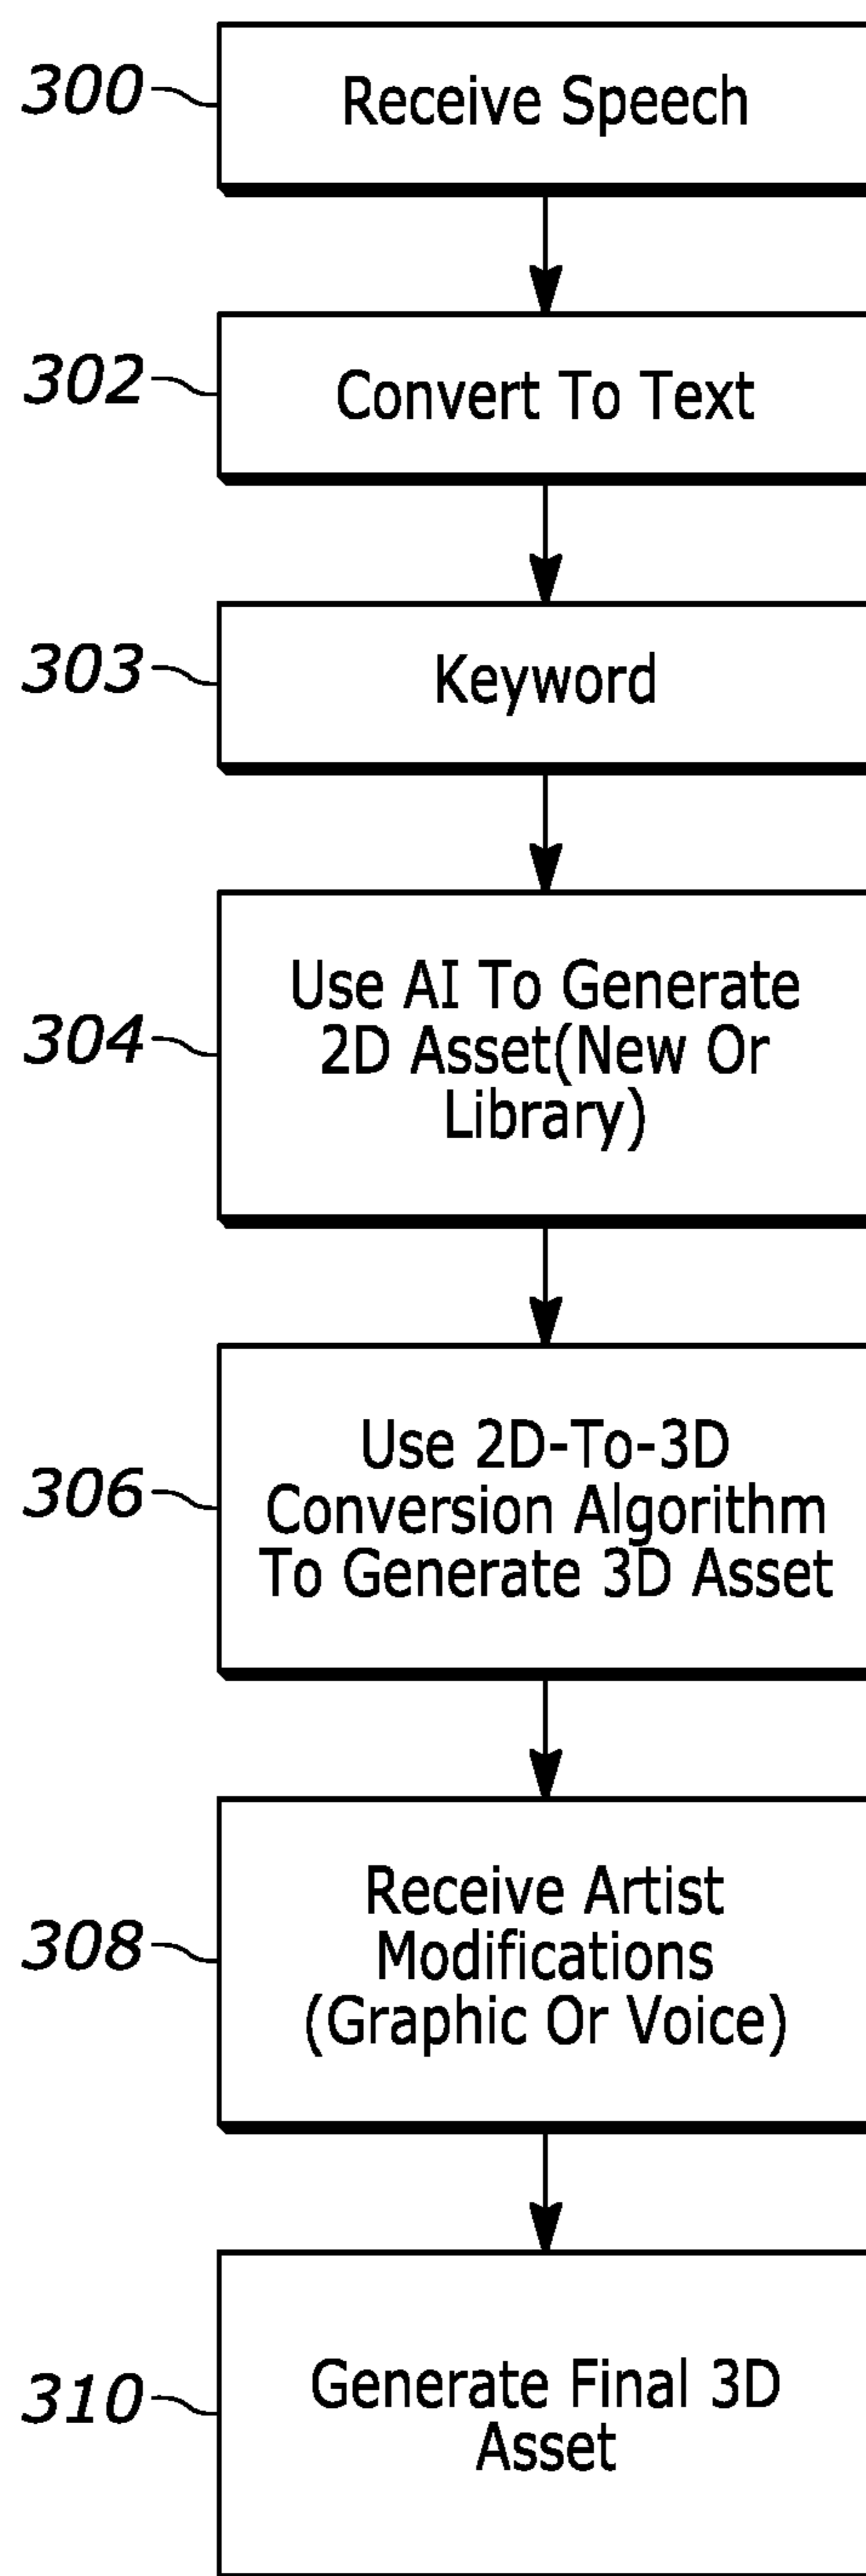 300
Receive Speech
302
Convert To Text
303
Keyword
304
Use AI To Generate
2D Asset(New Or
Library)
306
Use 2D-To-3D
Conversion Algorithm
To Generate 3D Asset
308
Receive Artist
Modifications
(Graphic Or Voice)
310
Generate Final 3D
Asset